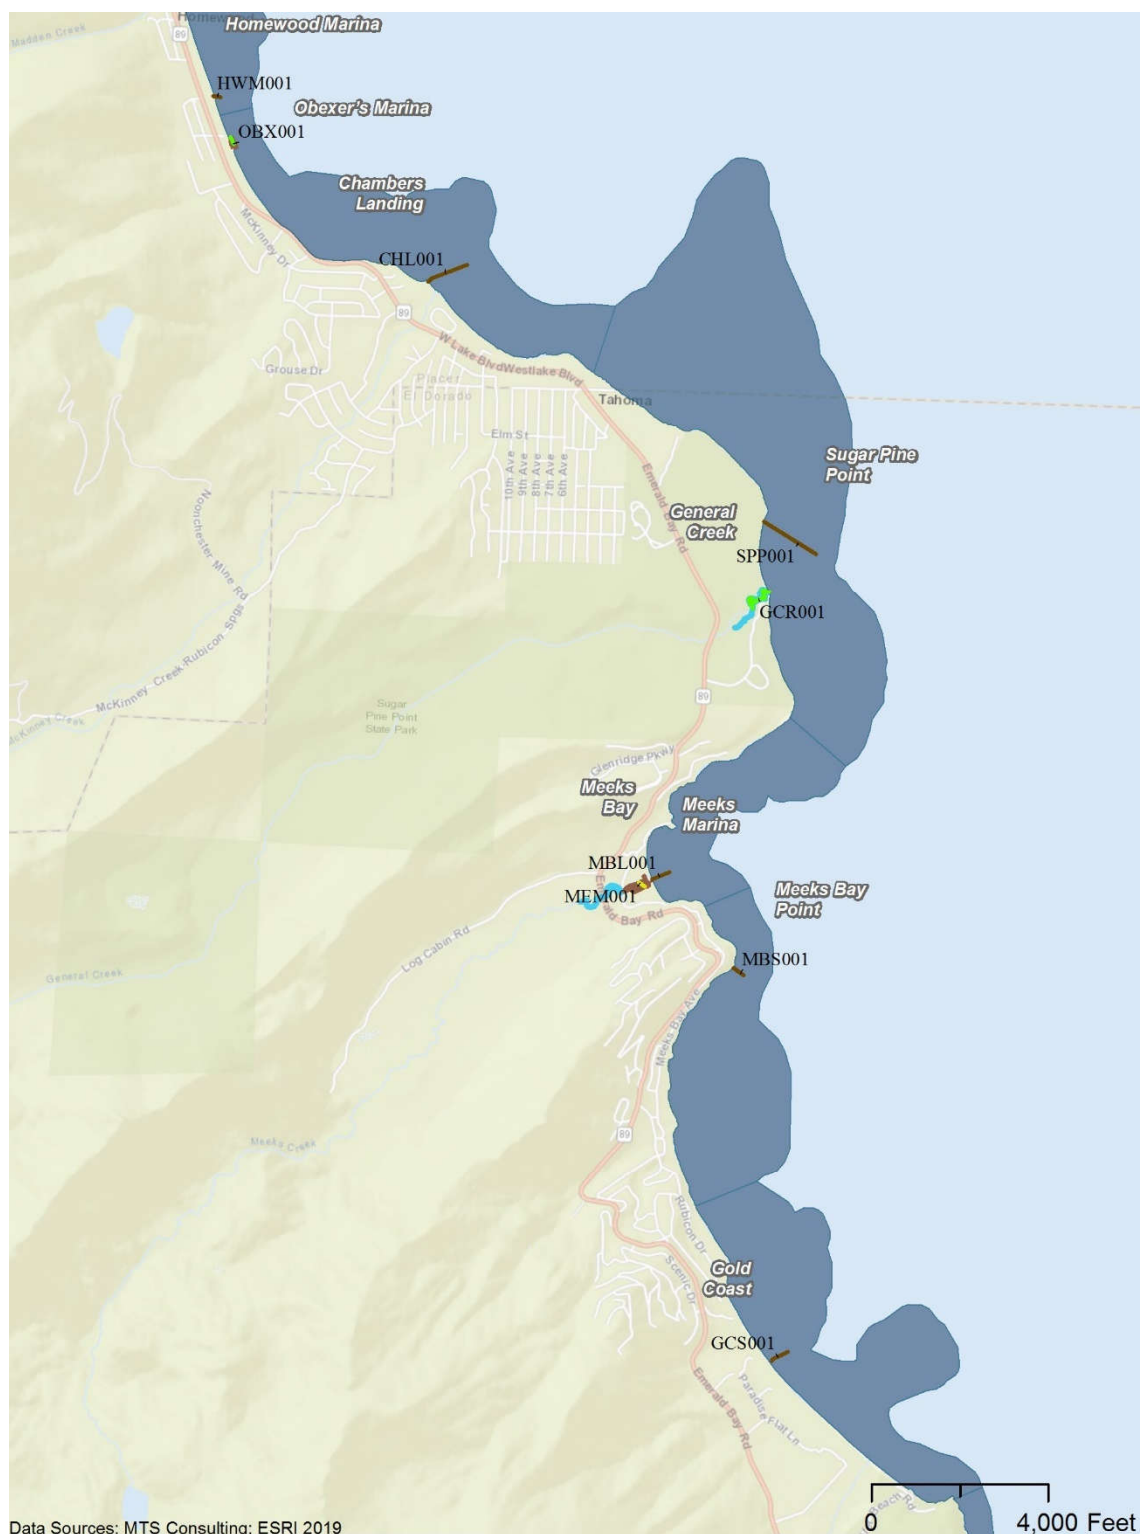 Homewood
Homewood Marina
Madden Creek
89
HWM001
Obexer's Marina
OBX001
Chambers
Landing
McKinney Dr
CHL001
89
W Lake Blvd
Westlake Blvd
Grouse Dr
Placer
El Dorado
Tahoma
Elm St
10th Ave
9th Ave
8th Ave
7th Ave
6th Ave
Emerald Bay Rd
Sugar Pine
Point
General
Creek
SPP001
Noonchester Mine Rd
GCR001
McKinney Creek Rubicon Spgs
McKinney Creek
89
Sugar
Pine Point
State Park
Glenridge Pkwy
Meeks
Bay
Meeks
Marina
MBL001
MEM001
Emerald Bay Rd
Meeks Bay
Point
Log Cabin Rd
MBS001
General Creek
Meeks Bay Ave
89
Meeks Creek
Rubicon Dr
Scenic Dr
Gold
Coast
GCS001
Emerald Bay Rd
Paradise Flat Ln
Beach Rd
0
4,000 Feet
Data Sources: MTS Consulting; ESRI 2019